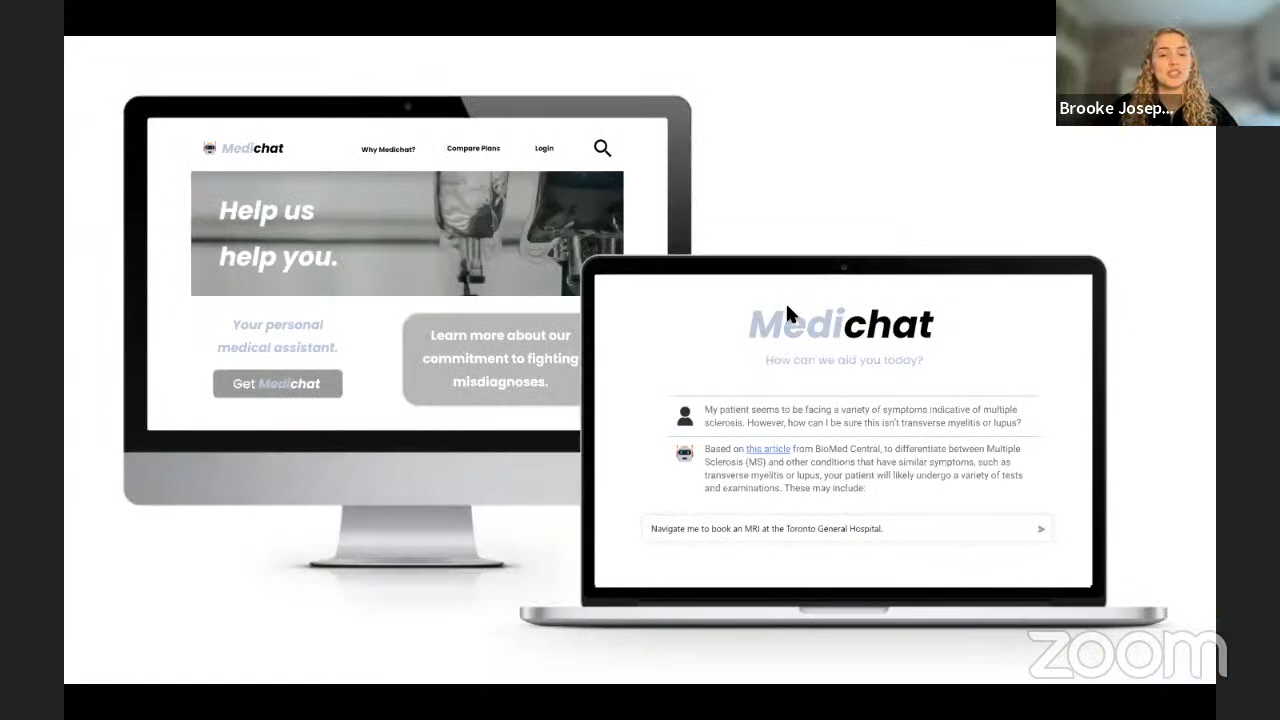 Brooke Josep...
Medichat
Why Medichat?
Compare Plans
Login
Help us
help you.
Your personal
medical assistant.
Get Medichat
Learn more about our
commitment to fighting
misdiagnoses.
Medichat
How can we aid you today?
My patient seems to be facing a variety of symptoms indicative of multiple
sclerosis. However, how can I be sure this isn't transverse myelitis or lupus?
Based on this article from BioMed Central, to differentiate between Multiple
Sclerosis (MS) and other conditions that have similar symptoms, such as
transverse myelitis or lupus, your patient will likely undergo a variety of tests
and examinations. These may include:
Navigate me to book an MRI at the Toronto General Hospital.
zoom